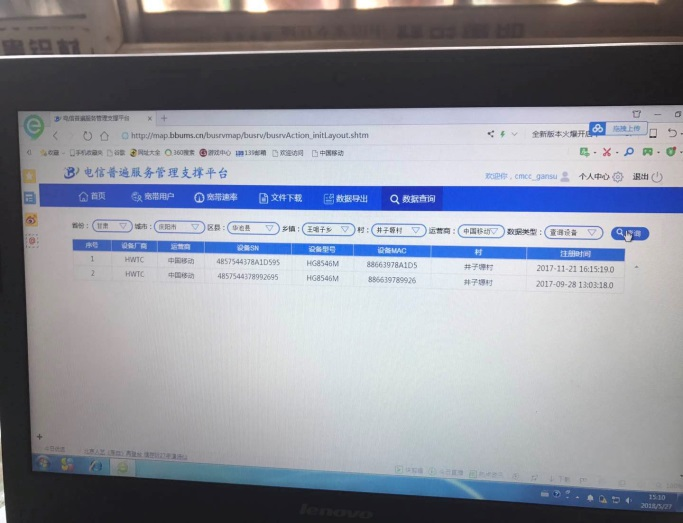 电信普遍服务管理支撑平台
http://map.bbums.cn/busrvmap/busrv/busrvAction_initLayout.shtm
全新版本火爆开启
拖拽上传
收藏 手机收藏夹 谷歌 网址大全 360搜索 游戏中心 139邮箱 欢迎访问 中国移动
电信普遍服务管理支撑平台
欢迎你，cmcc_gansu 个人中心 退出
首页 宽带用户 宽带速率 文件下载 数据导出 数据查询
省份： 甘肃 城市： 庆阳市 区县： 华池县 乡镇： 王咀子乡 村： 井子塬村 运营商： 中国移动 数据类型： 查询设备 查询
序号 设备厂商 运营商 设备SN 设备型号 设备MAC 村 注册时间
1 HWTC 中国移动 4857544378A1D595 HG8546M 88663978A1D5 井子塬村 2017-11-21 16:15:19.0
2 HWTC 中国移动 4857544378992695 HG8546M 886639789926 井子塬村 2017-09-28 13:03:18.0
15:10
2018/5/27
lenovo